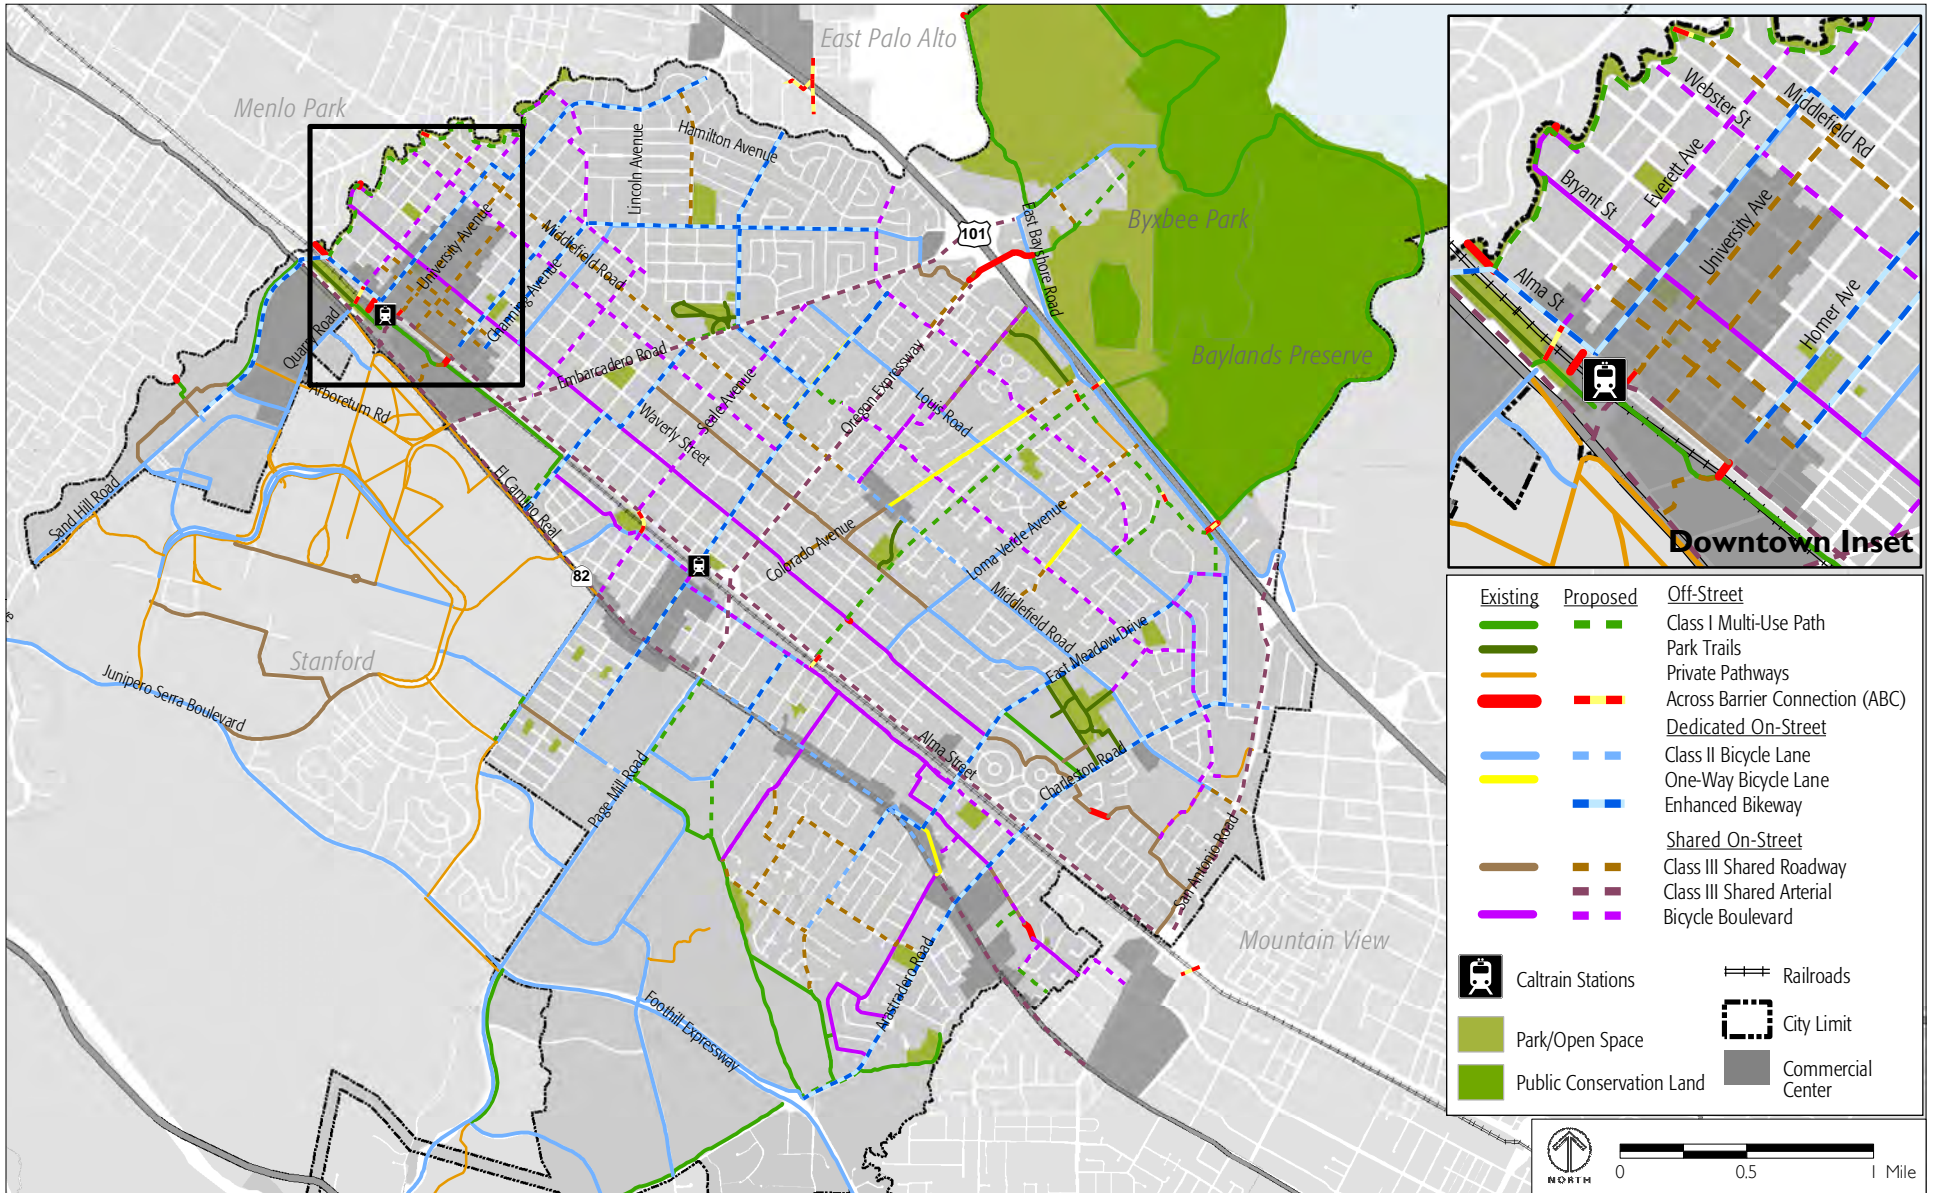 East Palo Alto
Menlo Park
Lincoln Avenue
Hamilton Avenue
University Avenue
Middlefield Road
Channing Avenue
101
East Bayshore Road
Byxbee Park
Baylands Preserve
Quarry Road
Arboretum Rd
Embarcadero Road
Waverly Street
Seale Avenue
Oregon Expressway
Louis Road
Sand Hill Road
El Camino Real
82
Colorado Avenue
Loma Verde Avenue
Middlefield Road
East Meadow Drive
Stanford
Junipero Serra Boulevard
Page Mill Road
Alma Street
Charleston Road
San Antonio Road
Arastradero Road
Foothill Expressway
Mountain View
Webster St
Middlefield Rd
Everett Ave
Bryant St
University Ave
Alma St
Homer Ave
Downtown Inset
Existing Proposed Off-Street
Class I Multi-Use Path
Park Trails
Private Pathways
Across Barrier Connection (ABC)
Dedicated On-Street
Class II Bicycle Lane
One-Way Bicycle Lane
Enhanced Bikeway
Shared On-Street
Class III Shared Roadway
Class III Shared Arterial
Bicycle Boulevard
Caltrain Stations
Railroads
Park/Open Space
City Limit
Public Conservation Land
Commercial
Center
NORTH
0 0.5 1 Mile